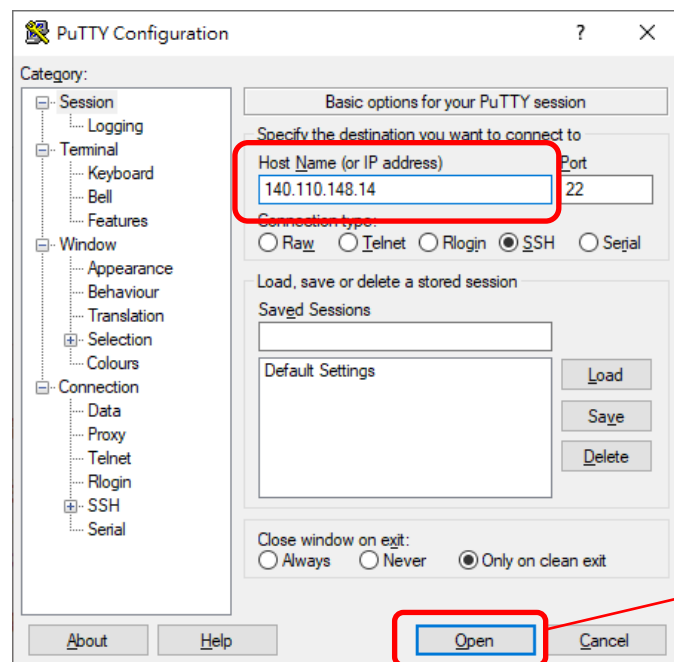 PuTTY Configuration
?
Category:
Session
Logging
Terminal
Keyboard
Bell
Features
Window
Appearance
Behaviour
Translation
Selection
Colours
Connection
Data
Proxy
Telnet
Rlogin
SSH
Serial
Basic options for your PuTTY session
Specify the destination you want to connect to
Host Name (or IP address) Port
140.110.148.14 22
Connection type:
Raw Telnet Rlogin SSH Serial
Load, save or delete a stored session
Saved Sessions
Default Settings
Load
Save
Delete
Close window on exit:
Always Never Only on clean exit
About Help Open Cancel